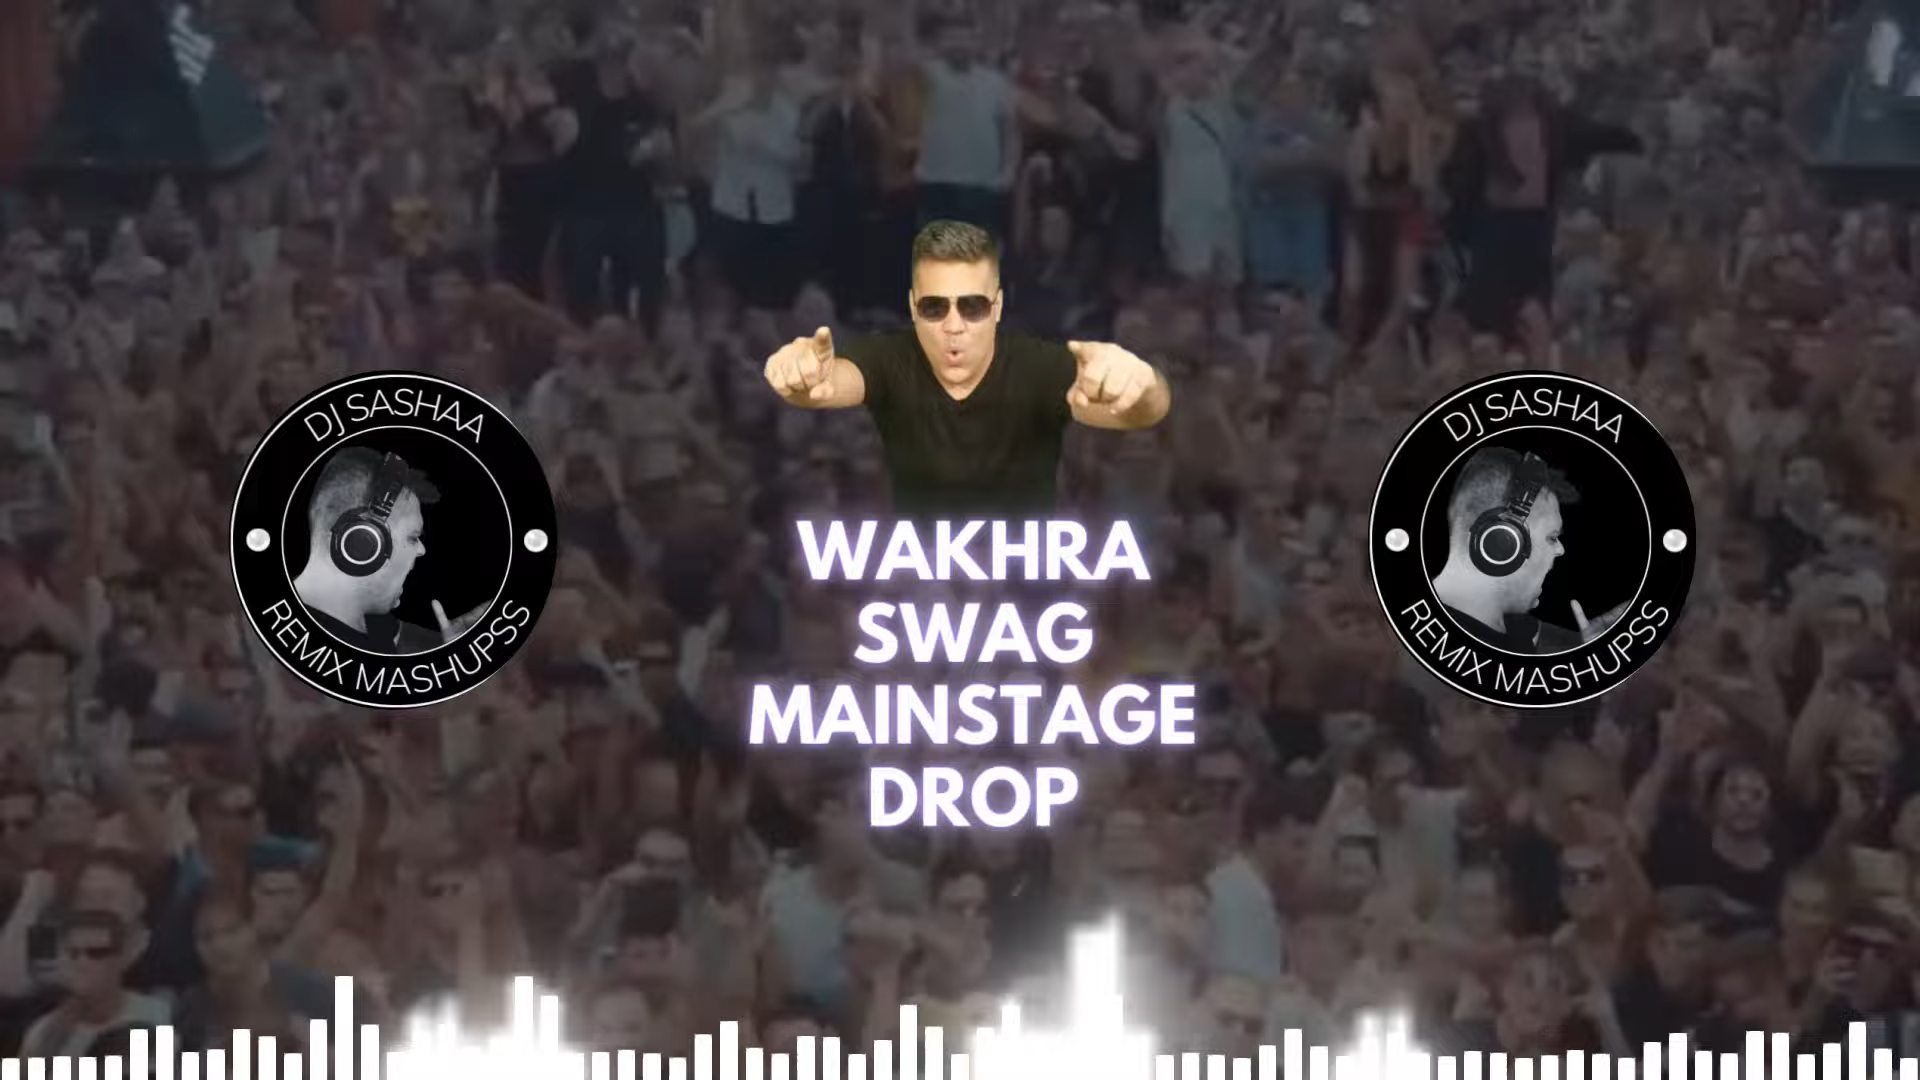 DJ SASHAA
REMIX MASHUPSS
WAKHRA
SWAG
MAINSTAGE
DROP
DJ SASHAA
REMIX MASHUPSS